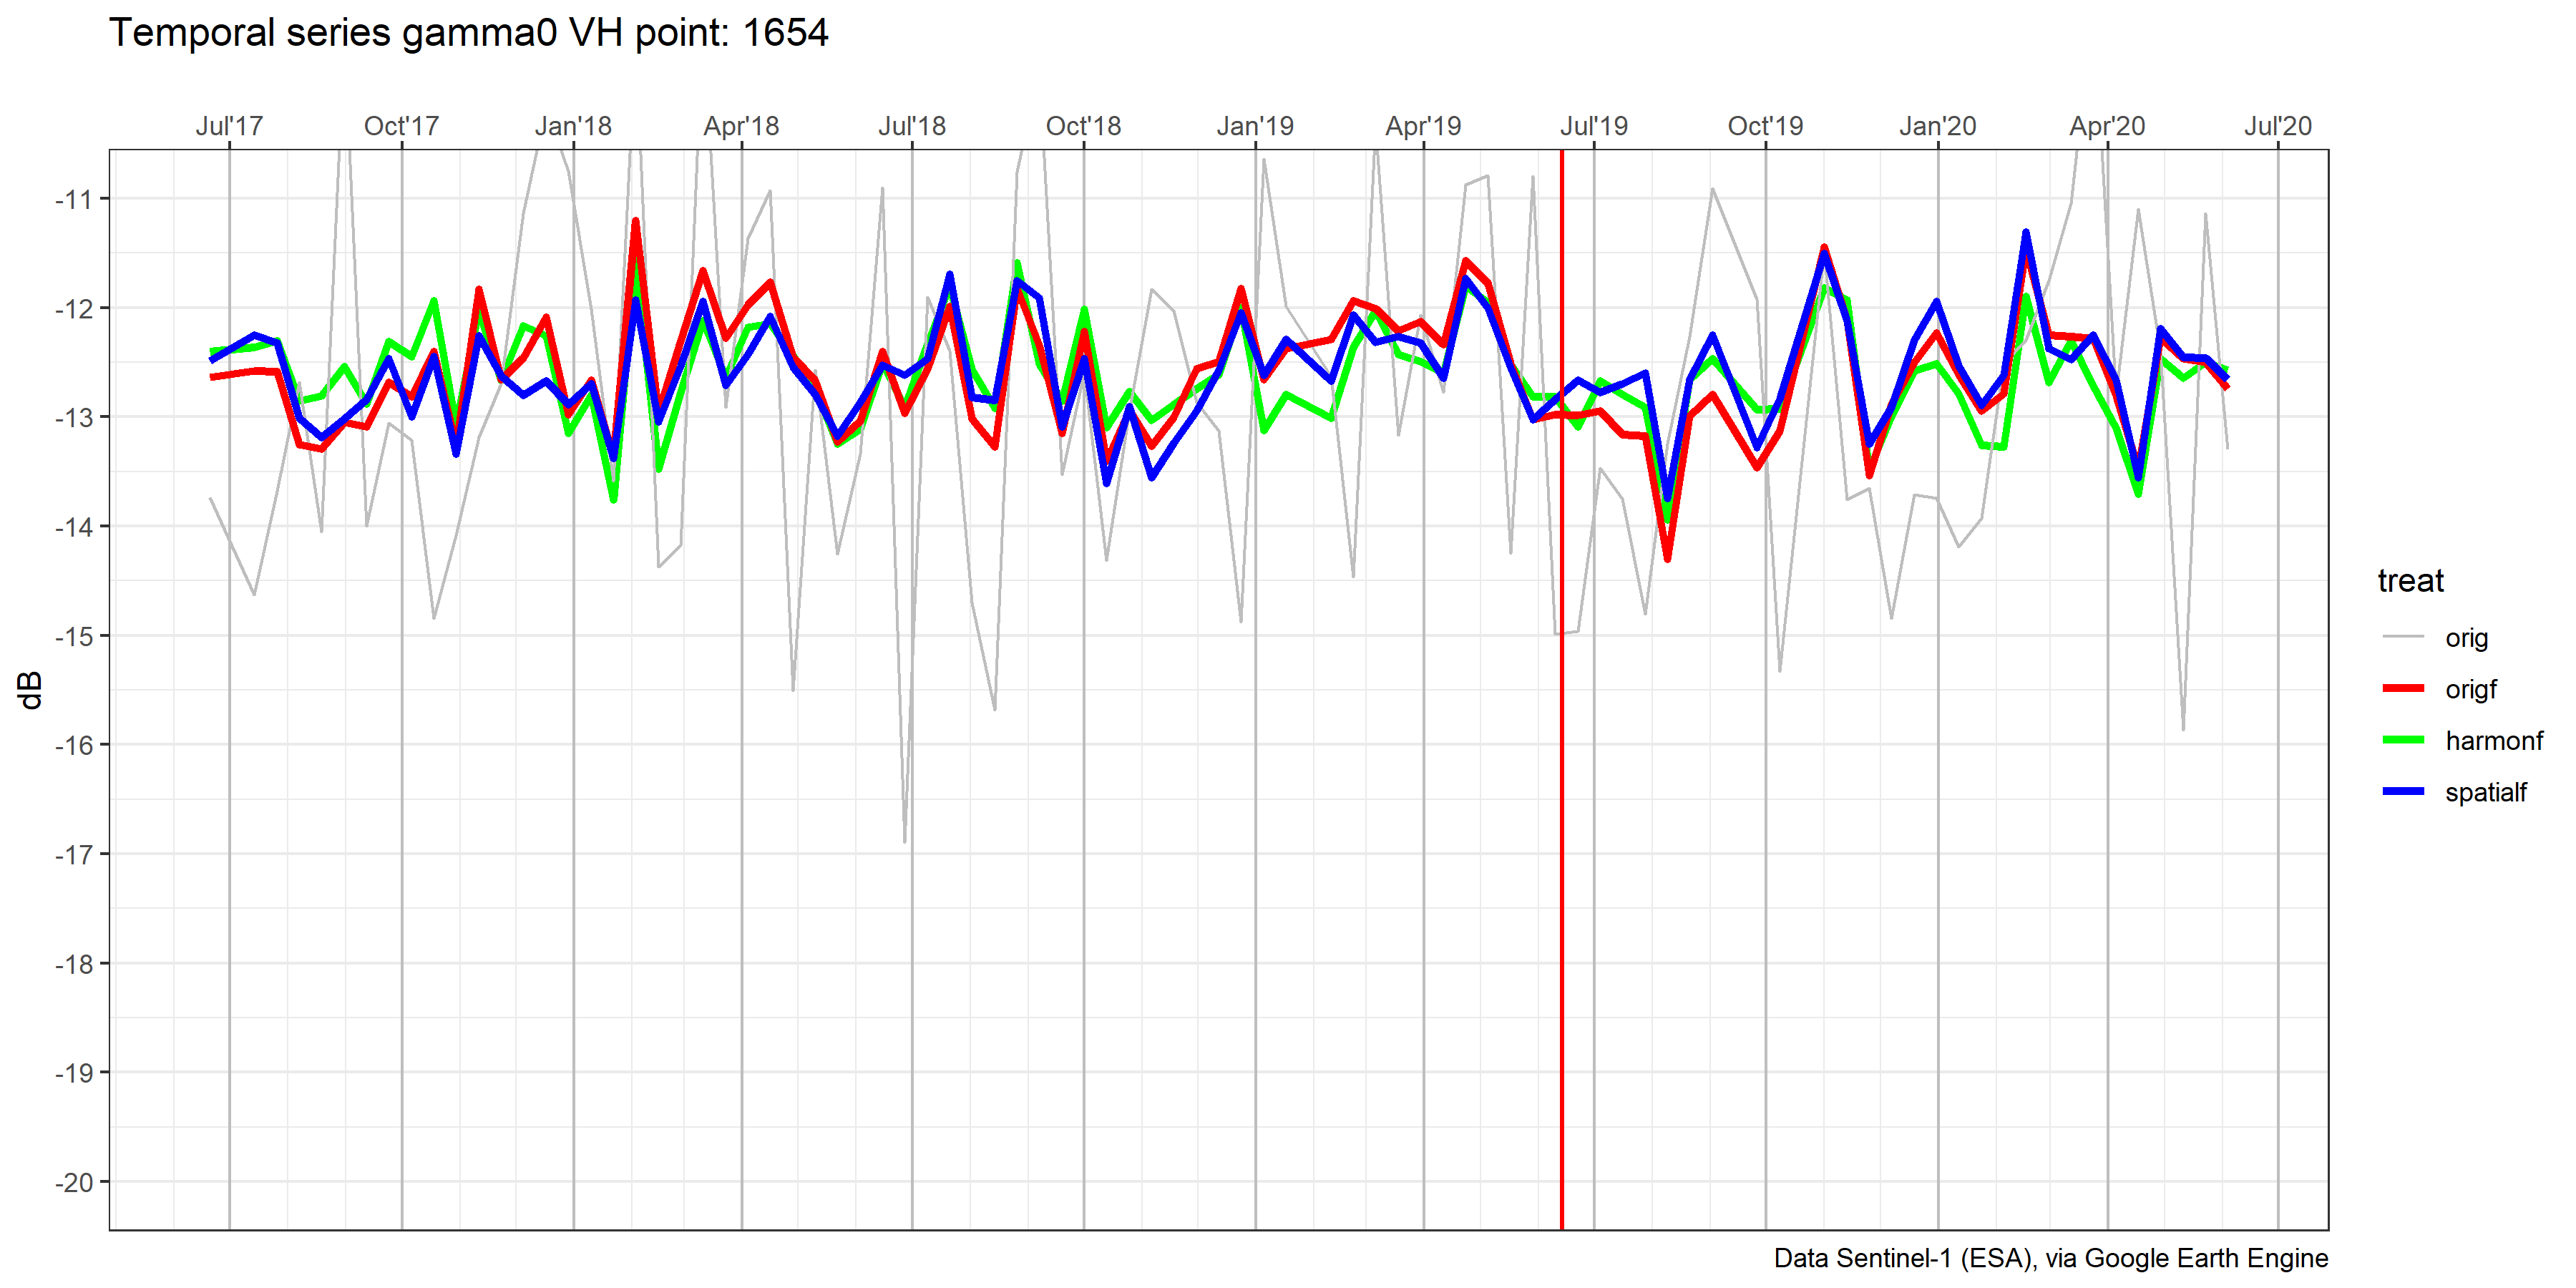 Temporal series gamma0 VH point: 1654
Jul'17 Oct'17 Jan'18 Apr'18 Jul'18 Oct'18 Jan'19 Apr'19 Jul'19 Oct'19 Jan'20 Apr'20 Jul'20
-11
-12
-13
-14
-15
-16
-17
-18
-19
-20
dB
treat
orig
origf
harmonf
spatialf
Data Sentinel-1 (ESA), via Google Earth Engine